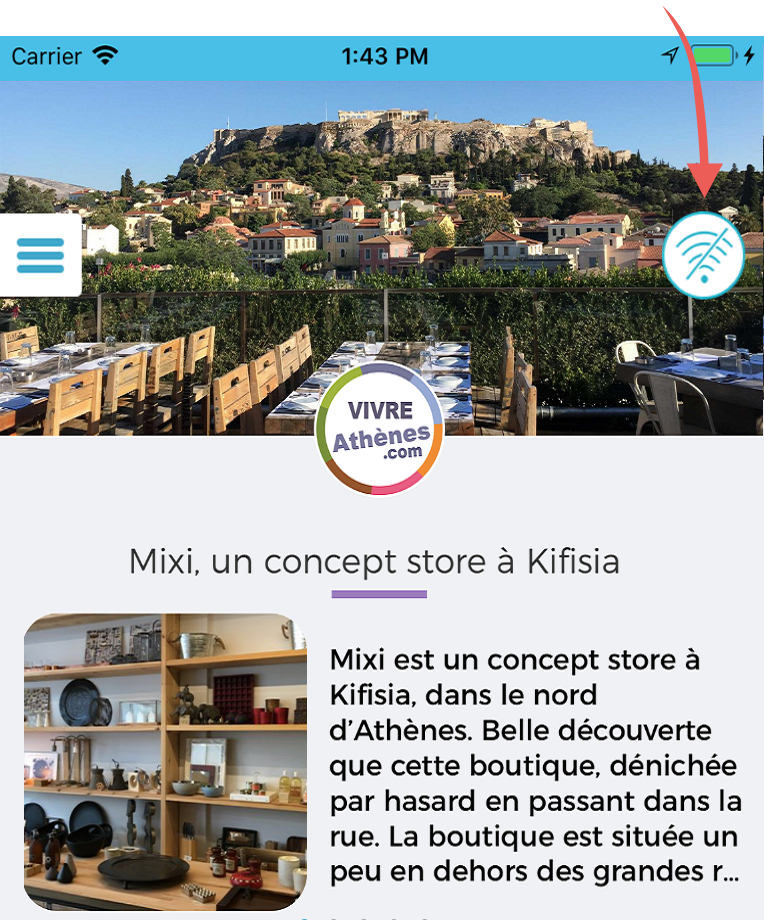 Carrier
1:43 PM
VIVRE
Athènes
.com
Mixi, un concept store à Kifisia
Mixi est un concept store à
Kifisia, dans le nord
d’Athènes. Belle découverte
que cette boutique, dénichée
par hasard en passant dans la
rue. La boutique est située un
peu en dehors des grandes r...